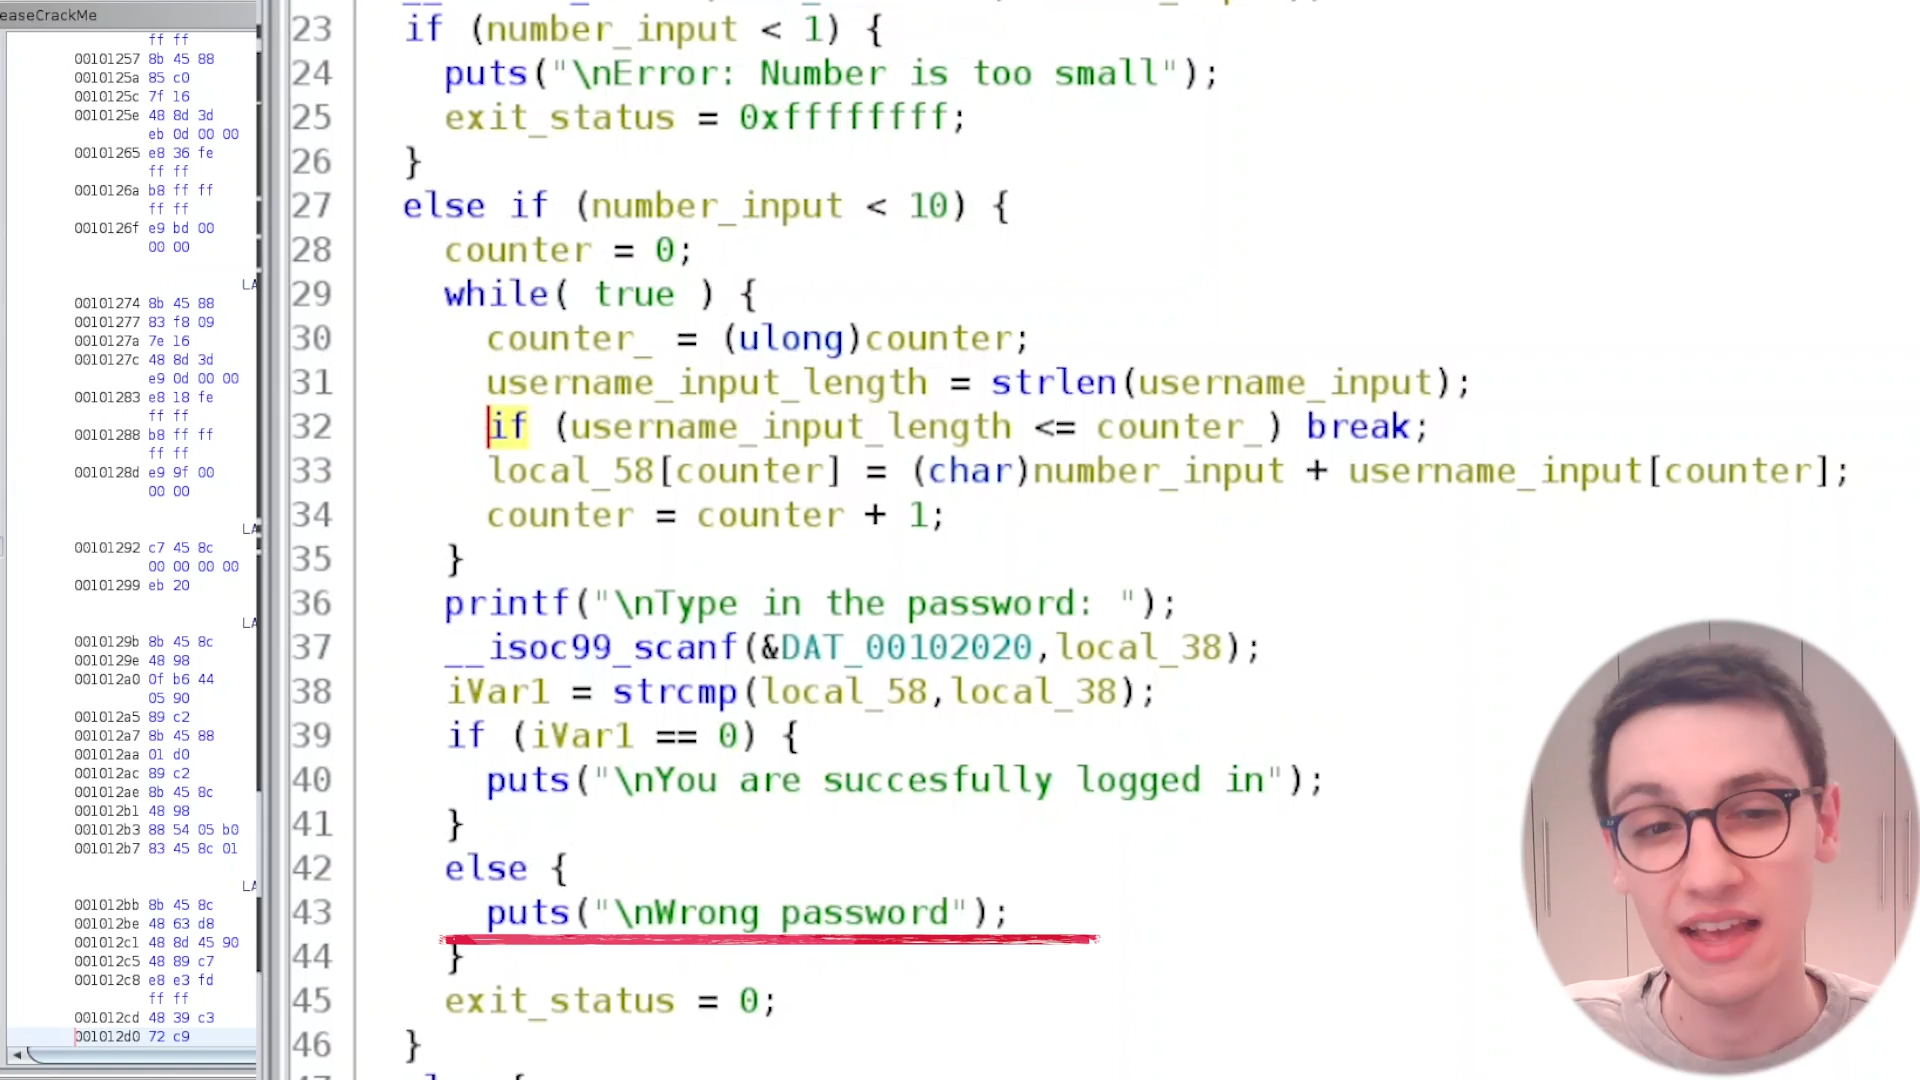 easeCrackMe
ff ff
00101257 8b 45 88
0010125a 85 c0
0010125c 7f 16
0010125e 48 8d 3d
eb 0d 00 00
00101265 e8 36 fe
ff ff
0010126a b8 ff ff
ff ff
0010126f e9 bd 00
00 00
LA
00101274 8b 45 88
00101277 83 f8 09
0010127a 7e 16
0010127c 48 8d 3d
e9 0d 00 00
00101283 e8 18 fe
ff ff
00101288 b8 ff ff
ff ff
0010128d e9 9f 00
00 00
LA
00101292 c7 45 8c
00 00 00 00
00101299 eb 20
LA
0010129b 8b 45 8c
0010129e 48 98
001012a0 0f b6 44
05 90
001012a5 89 c2
001012a7 8b 45 88
001012aa 01 d0
001012ac 89 c2
001012ae 8b 45 8c
001012b1 48 98
001012b3 88 54 05 b0
001012b7 83 45 8c 01
LA
001012bb 8b 45 8c
001012be 48 63 d8
001012c1 48 8d 45 90
001012c5 48 89 c7
001012c8 e8 e3 fd
ff ff
001012cd 48 39 c3
001012d0 72 c9
23 if (number_input < 1) {
24 puts("\nError: Number is too small");
25 exit_status = 0xffffffff;
26 }
27 else if (number_input < 10) {
28 counter = 0;
29 while( true ) {
30 counter_ = (ulong)counter;
31 username_input_length = strlen(username_input);
32 if (username_input_length <= counter_) break;
33 local_58[counter] = (char)number_input + username_input[counter];
34 counter = counter + 1;
35 }
36 printf("\nType in the password: ");
37 __isoc99_scanf(&DAT_00102020,local_38);
38 iVar1 = strcmp(local_58,local_38);
39 if (iVar1 == 0) {
40 puts("\nYou are succesfully logged in");
41 }
42 else {
43 puts("\nWrong password");
44 }
45 exit_status = 0;
46 }